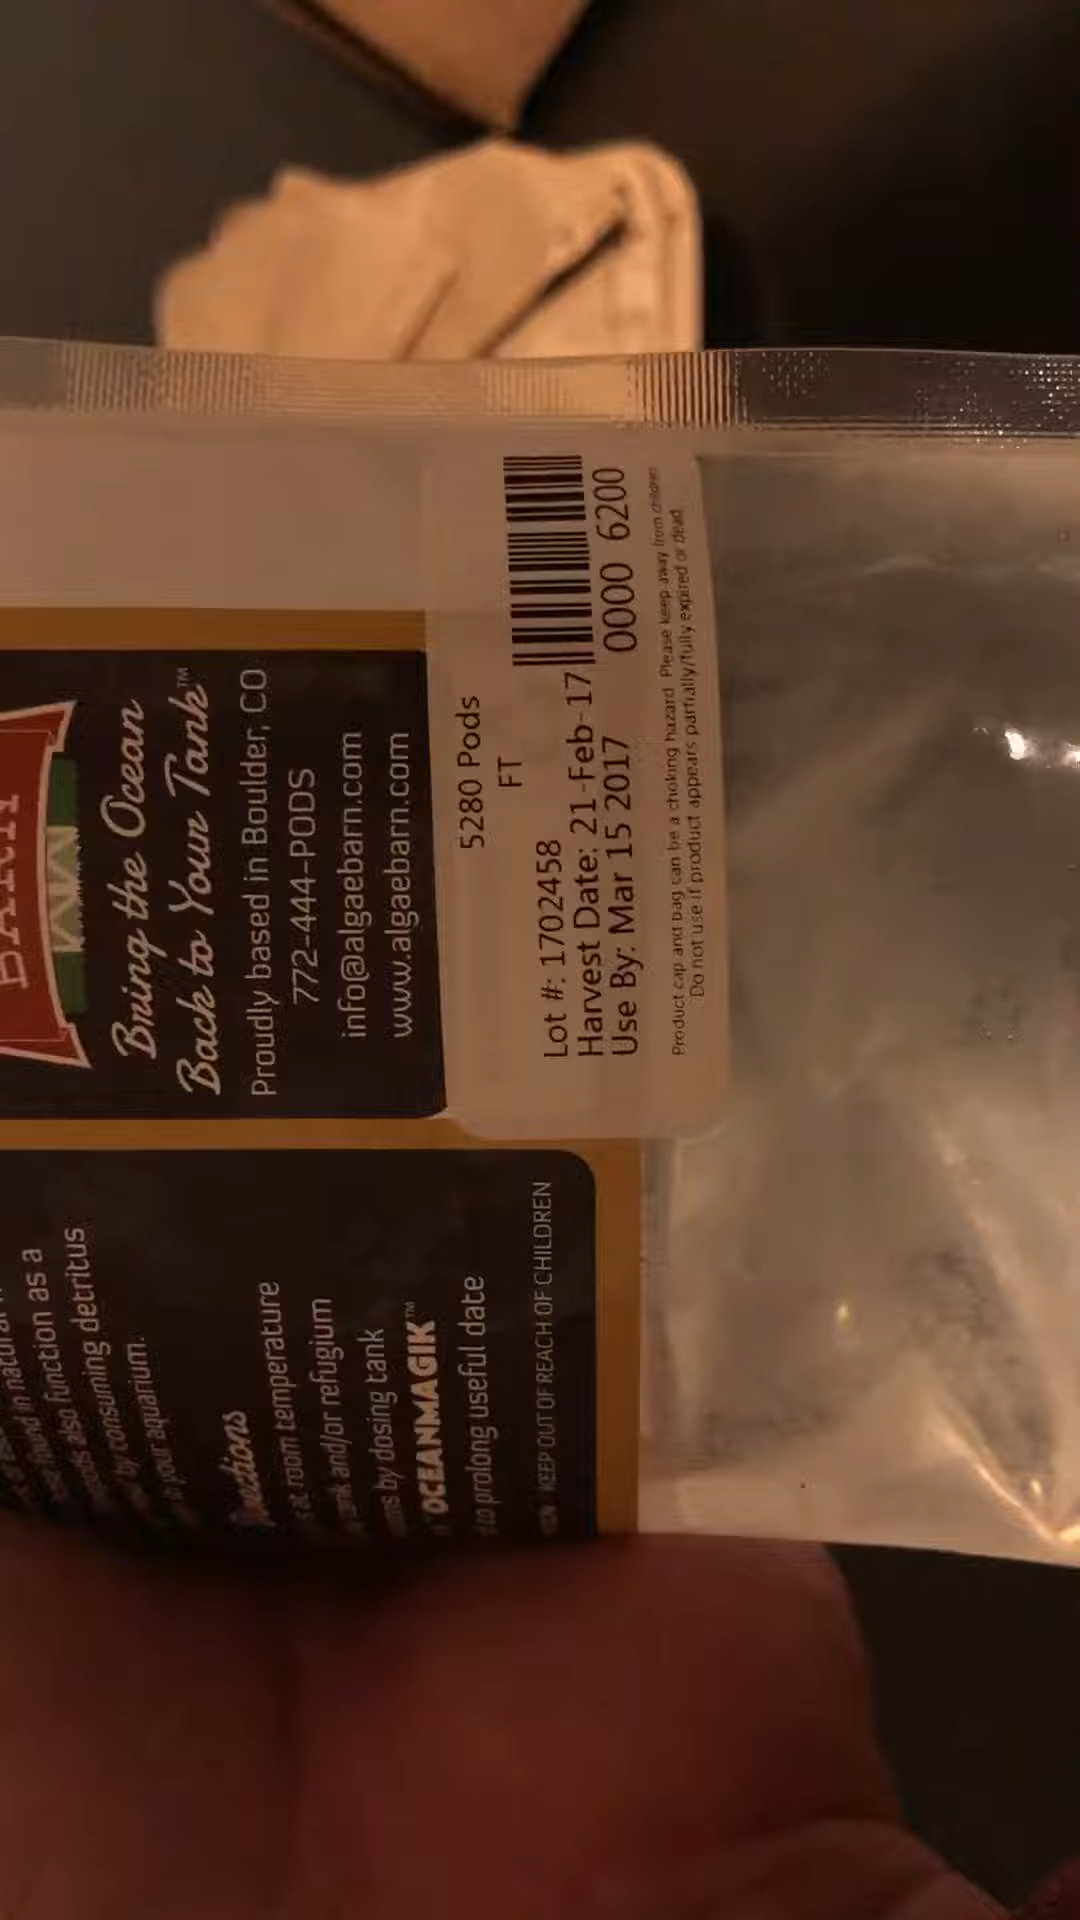 Bring the Ocean
Back to Your Tank™
Proudly based in Boulder, CO
772-444-PODS
info@algaebarn.com
www.algaebarn.com
5280 Pods
FT
Lot #: 1702458
Harvest Date: 21-Feb-17
Use By: Mar 15 2017
0000 6200
Product cap and bag can be a choking hazard Please keep away from children
Do not use if product appears partially/fully expired or dead
found in
also function as a
by consuming detritus
in your aquarium.
at room temperature
and/or refugium
by dosing tank
OCEANMAGIK™
to prolong useful date
KEEP OUT OF REACH OF CHILDREN